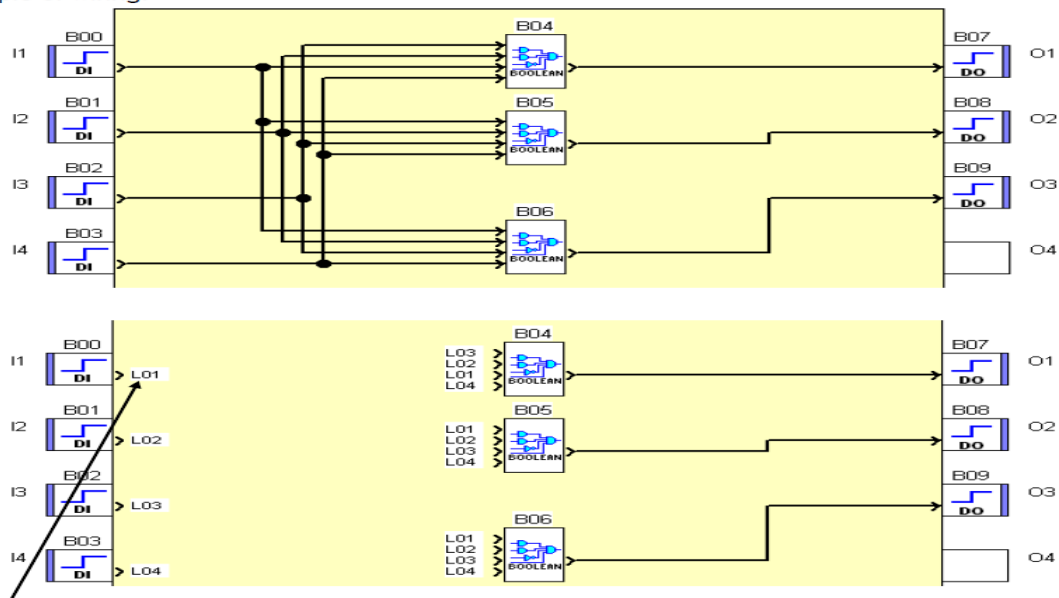 B00 B04 B07
I1 DI BOOLEAN DO O1
B01 B05 B08
I2 DI BOOLEAN DO O2
B02 B09
I3 DI DO O3
B03 B06
I4 DI BOOLEAN O4
B00 B04 B07
I1 DI L01 L03 BOOLEAN DO O1
L02
L01
L04
B01 B05 B08
I2 DI L02 L01 BOOLEAN DO O2
L02
L03
L04
B02 B09
I3 DI L03 DO O3
B03 B06
I4 DI L04 L01 BOOLEAN O4
L02
L03
L04